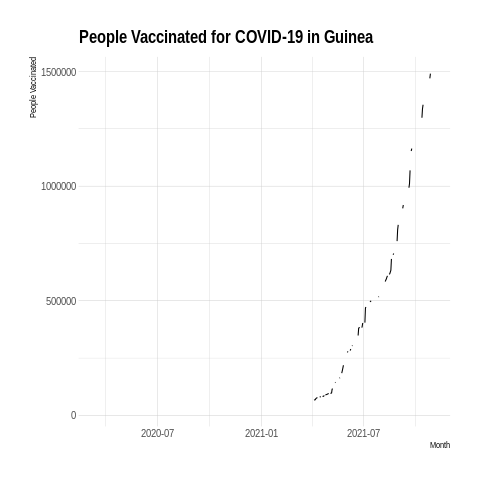 People Vaccinated for COVID-19 in Guinea
People Vaccinated
1500000
1000000
500000
0
2020-07
2021-01
2021-07
Month